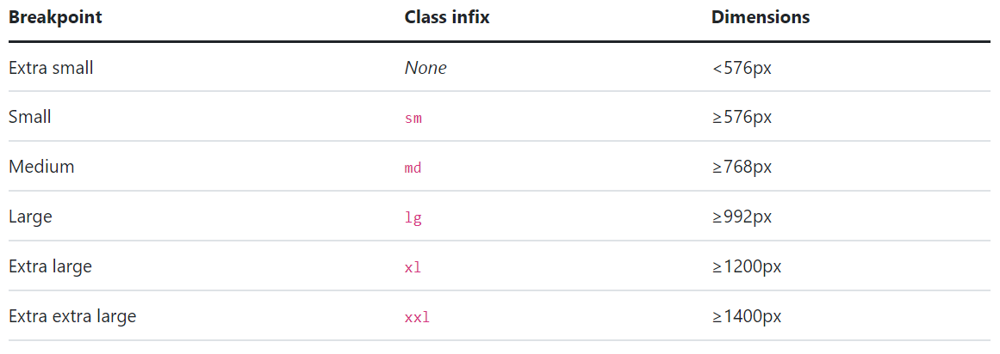 Breakpoint Class infix Dimensions
Extra small None <576px
Small sm ≥576px
Medium md ≥768px
Large lg ≥992px
Extra large xl ≥1200px
Extra extra large xxl ≥1400px